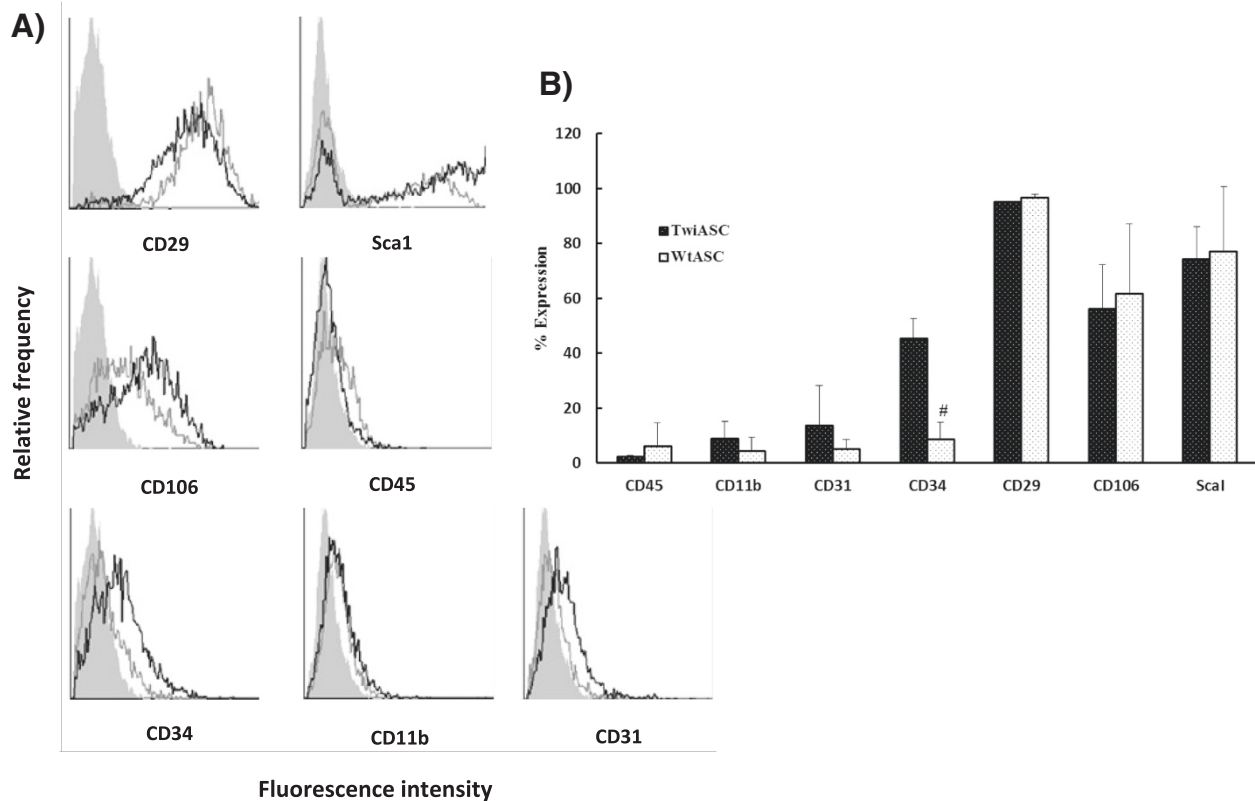 A)
CD29
Sca1
CD106
CD45
CD34
CD11b
CD31
Relative frequency
Fluorescence intensity
B)
120
100
80
60
40
20
0
% Expression
TwiASC
WtASC
#
CD45
CD11b
CD31
CD34
CD29
CD106
ScaI